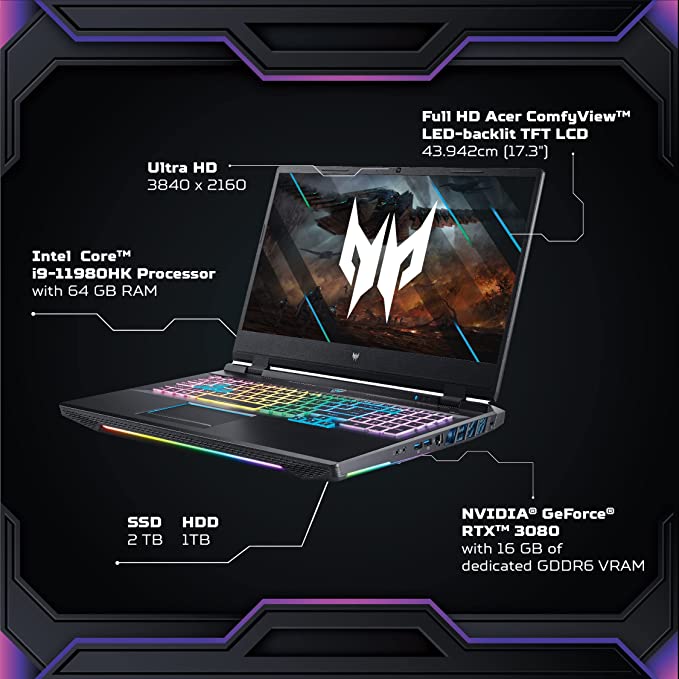 Full HD Acer ComfyView™
LED-backlit TFT LCD
43.942cm (17.3")
Ultra HD
3840 x 2160
Intel Core™
i9-11980HK Processor
with 64 GB RAM
SSD HDD
2 TB 1TB
NVIDIA® GeForce®
RTX™ 3080
with 16 GB of
dedicated GDDR6 VRAM